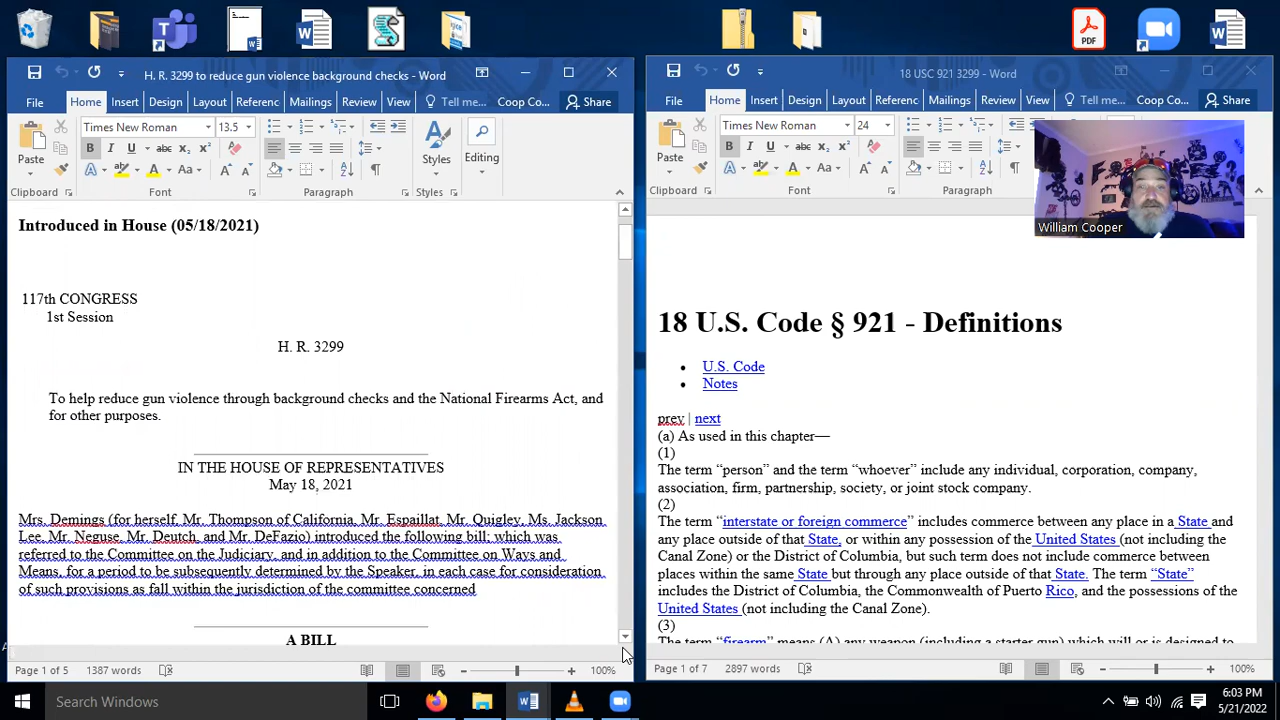 H. R. 3299 to reduce gun violence background checks - Word
File Home Insert Design Layout Referenc Mailings Review View Tell me... Coop Co... Share
Times New Roman 13.5
Paste
Styles
Editing
Clipboard Font Paragraph Styles
Introduced in House (05/18/2021)
117th CONGRESS
1st Session
H. R. 3299
To help reduce gun violence through background checks and the National Firearms Act, and
for other purposes.
IN THE HOUSE OF REPRESENTATIVES
May 18, 2021
Mrs. Demings (for herself, Mr. Thompson of California, Mr. Espaillat, Mr. Quigley, Ms. Jackson
Lee, Mr. Neguse, Mr. Deutch, and Mr. DeFazio) introduced the following bill; which was
referred to the Committee on the Judiciary, and in addition to the Committee on Ways and
Means, for a period to be subsequently determined by the Speaker, in each case for consideration
of such provisions as fall within the jurisdiction of the committee concerned
A BILL
Page 1 of 5 1387 words 100%
18 USC 921 3299 - Word
File Home Insert Design Layout Referenc Mailings Review View Tell me... Coop Co... Share
Times New Roman 24
Paste
Clipboard Font Paragraph
William Cooper
18 U.S. Code § 921 - Definitions
• U.S. Code
• Notes
prev | next
(a) As used in this chapter—
(1)
The term “person” and the term “whoever” include any individual, corporation, company,
association, firm, partnership, society, or joint stock company.
(2)
The term “interstate or foreign commerce” includes commerce between any place in a State and
any place outside of that State, or within any possession of the United States (not including the
Canal Zone) or the District of Columbia, but such term does not include commerce between
places within the same State but through any place outside of that State. The term “State”
includes the District of Columbia, the Commonwealth of Puerto Rico, and the possessions of the
United States (not including the Canal Zone).
(3)
The term “firearm” means (A) any weapon (including a starter gun) which will or is designed to
Page 1 of 7 2897 words 100%
Search Windows
6:03 PM
5/21/2022